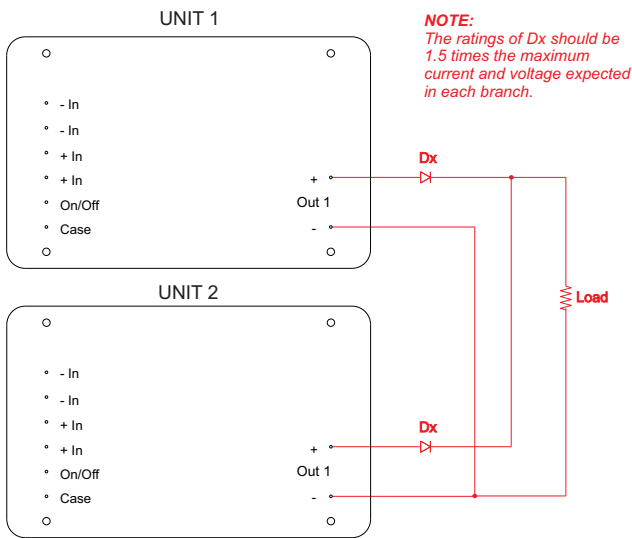 UNIT 1
NOTE:
The ratings of Dx should be
1.5 times the maximum
current and voltage expected
in each branch.
- In
- In
+ In
+ In
On/Off
Case
+
Out 1
-
Dx
Load
UNIT 2
- In
- In
+ In
+ In
On/Off
Case
+
Out 1
-
Dx